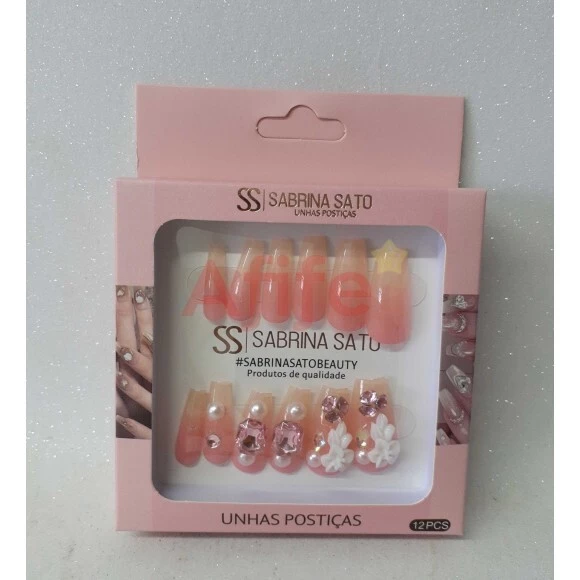 SS | SABRINA SATO
UNHAS POSTIÇAS
Afife
SS | SABRINA SATO
#SABRINASATOBEAUTY
Produtos de qualidade
UNHAS POSTIÇAS
12PCS